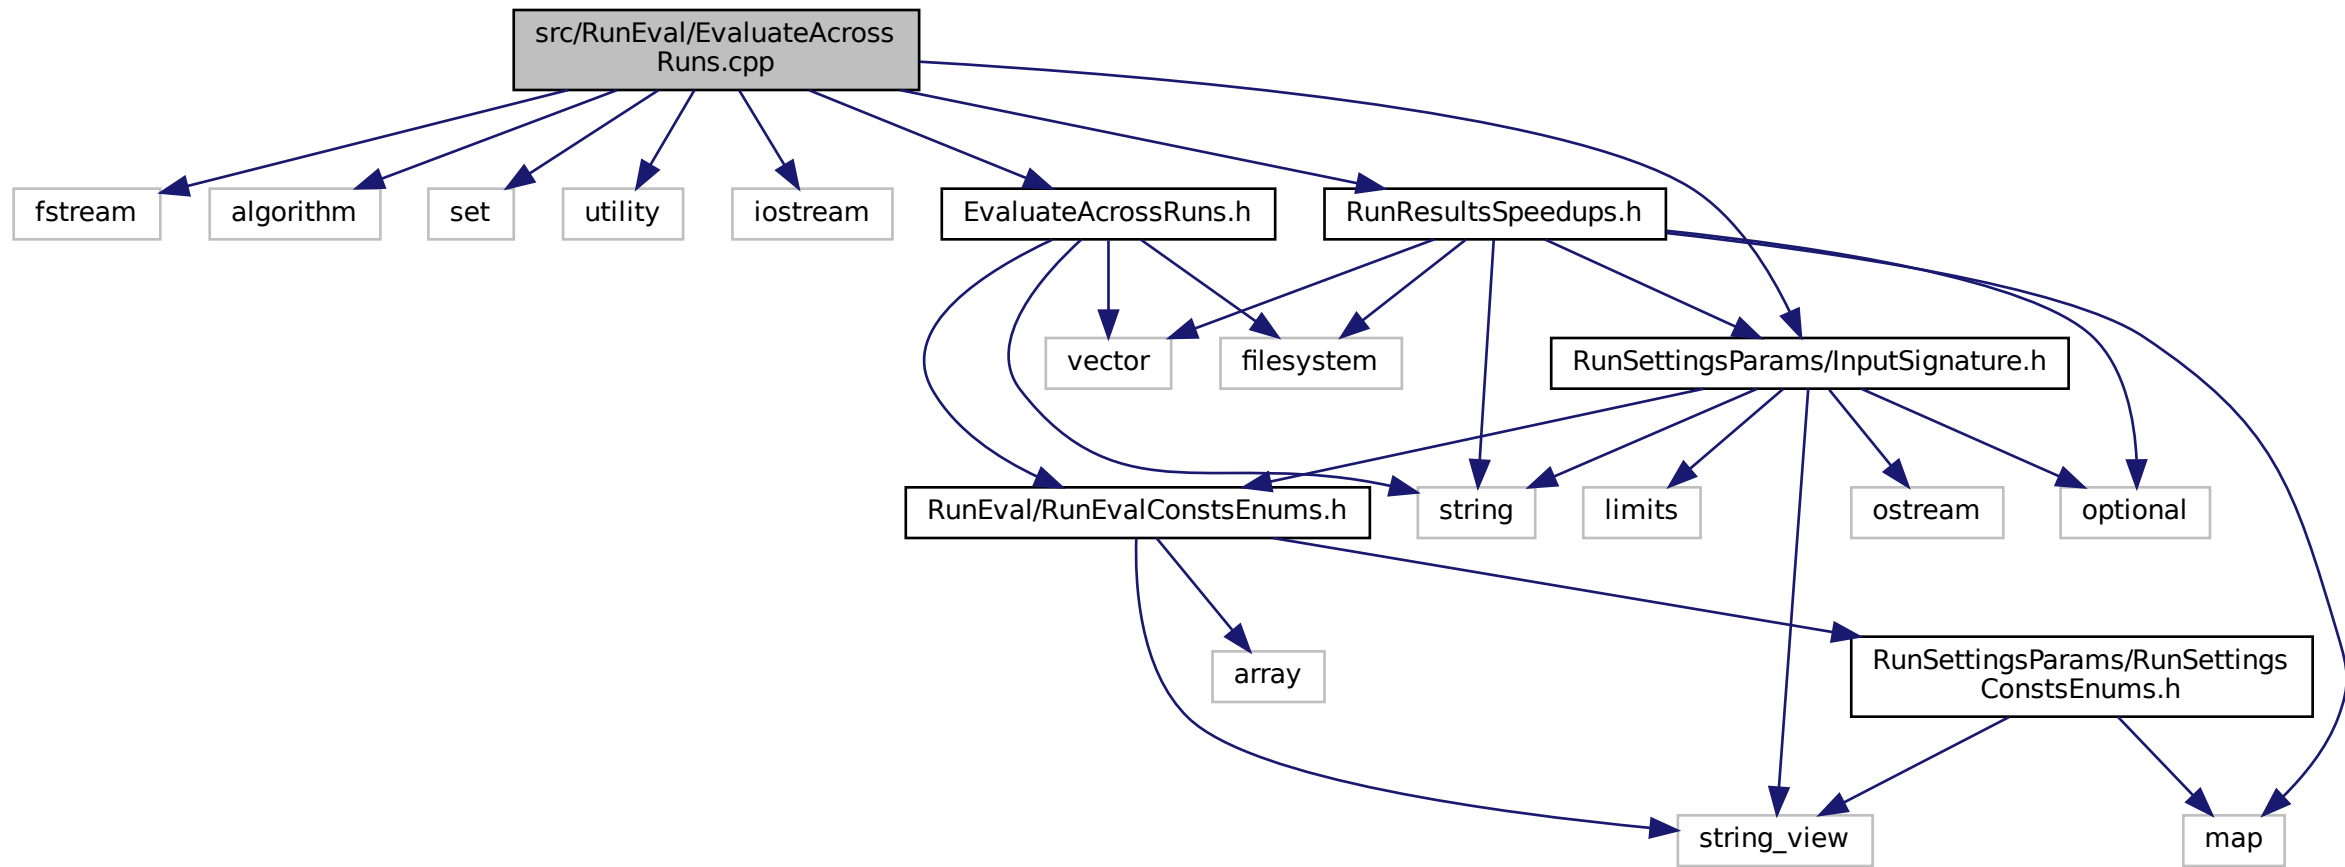 src/RunEval/EvaluateAcross
Runs.cpp
fstream
algorithm
set
utility
iostream
EvaluateAcrossRuns.h
RunResultsSpeedups.h
vector
filesystem
RunSettingsParams/InputSignature.h
RunEval/RunEvalConstsEnums.h
string
limits
ostream
optional
array
RunSettingsParams/RunSettings
ConstsEnums.h
string_view
map